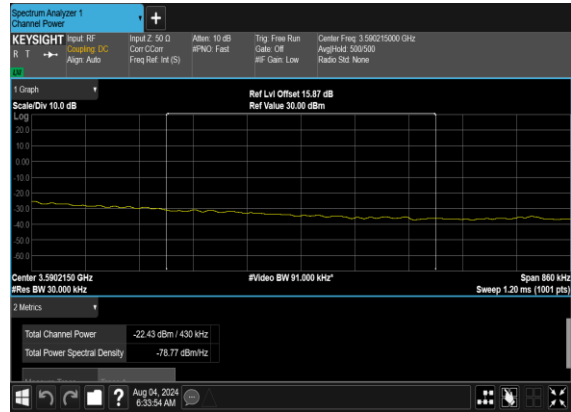 Spectrum Analyzer 1
Channel Power
KEYSIGHT Input: RF Input Z: 50 Ω Atten: 10 dB Trig: Free Run Center Freq: 3.590215000 GHz
R T Coupling: DC Corr CCorr #PNO: Fast Gate: Off Avg|Hold: 500/500
Align: Auto Freq Ref: Int (S) #IF Gain: Low Radio Std: None
1 Graph
Ref Lvl Offset 15.87 dB
Scale/Div 10.0 dB Ref Value 30.00 dBm
Log
20.0
10.0
0.00
-10.0
-20.0
-30.0
-40.0
-50.0
-60.0
Center 3.5902150 GHz #Video BW 91.000 kHz* Span 860 kHz
#Res BW 30.000 kHz Sweep 1.20 ms (1001 pts)
2 Metrics
Total Channel Power -22.43 dBm / 430 kHz
Total Power Spectral Density -78.77 dBm/Hz
?
Aug 04, 2024
6:33:54 AM